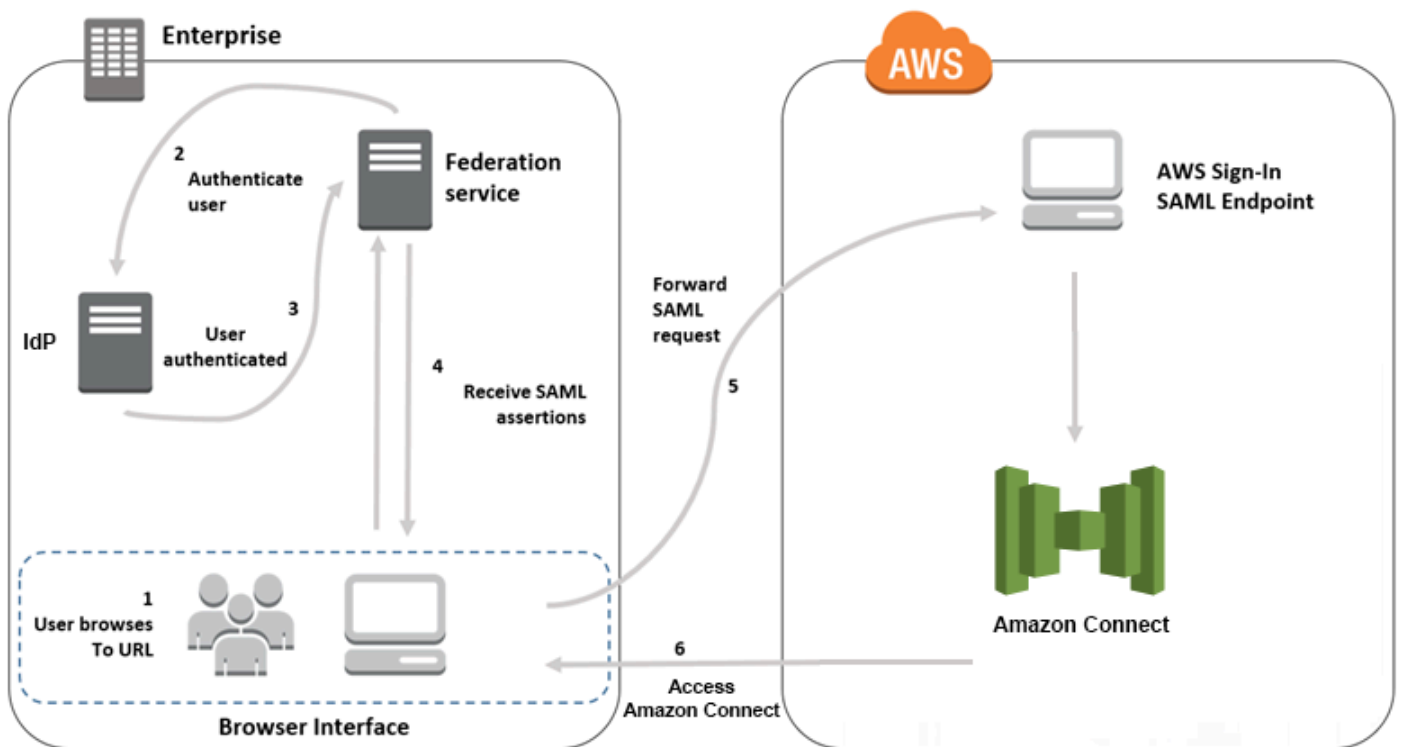 Enterprise
AWS
2
Authenticate
user
Federation
service
AWS Sign-In
SAML Endpoint
IdP
3
User
authenticated
4
Receive SAML
assertions
Forward
SAML
request
5
1
User browses
To URL
Browser Interface
6
Access
Amazon Connect
Amazon Connect